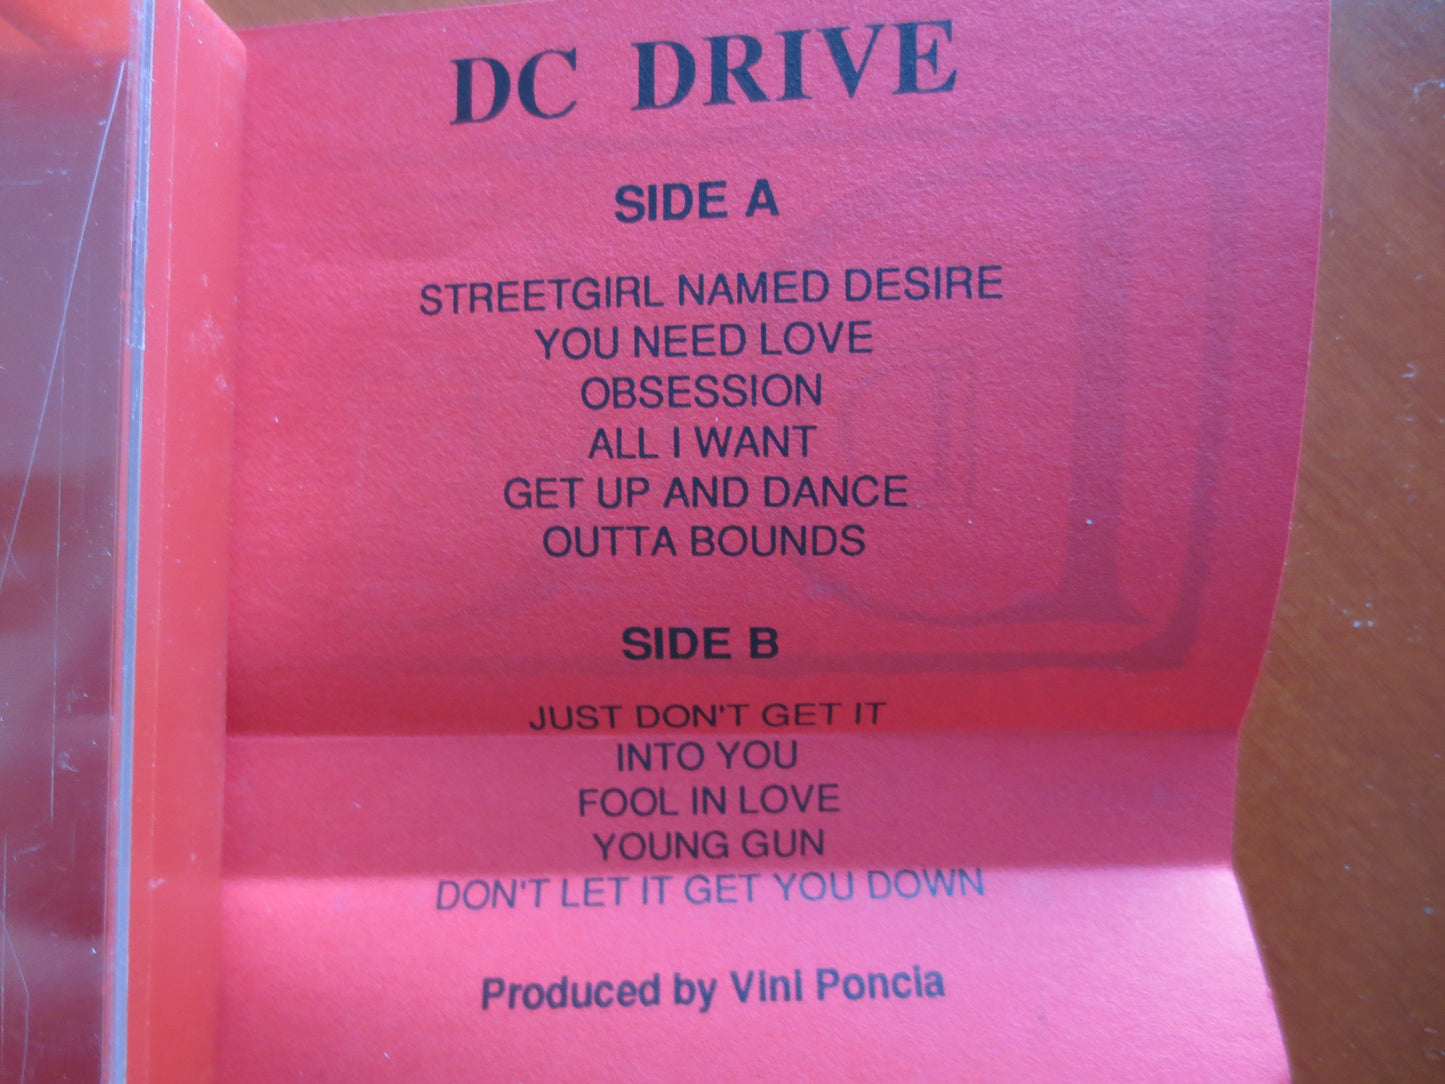 DC DRIVE
SIDE A
STREETGIRL NAMED DESIRE
YOU NEED LOVE
OBSESSION
ALL I WANT
GET UP AND DANCE
OUTTA BOUNDS
SIDE B
JUST DON'T GET IT
INTO YOU
FOOL IN LOVE
YOUNG GUN
DON'T LET IT GET YOU DOWN
Produced by Vini Poncia